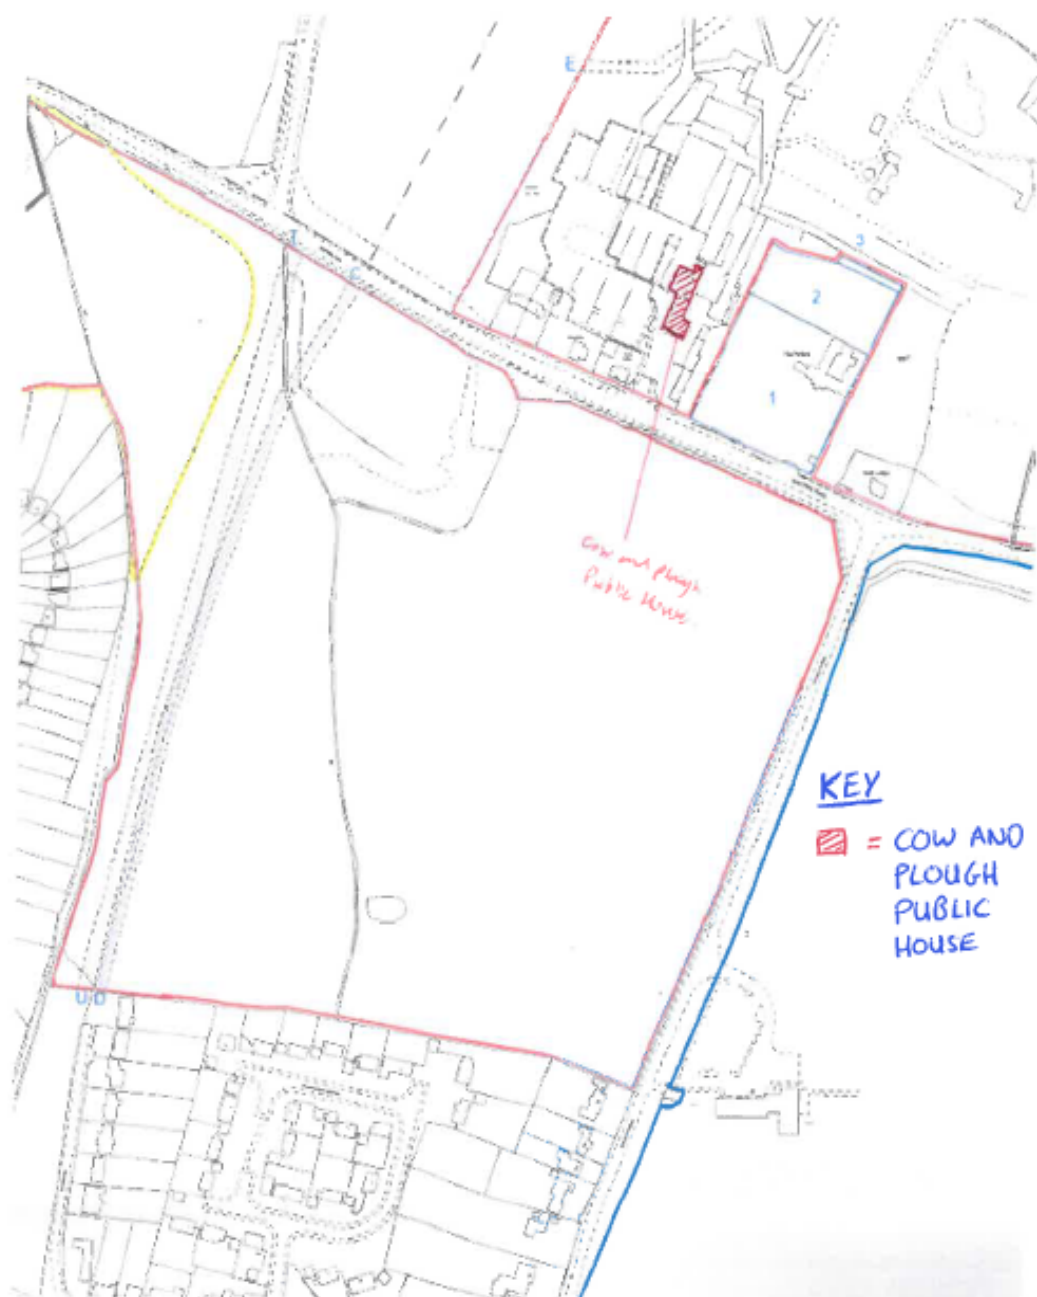 E
3
I
C
2
1
Cow and Plough
Public House
KEY
= COW AND
PLOUGH
PUBLIC
HOUSE
U D